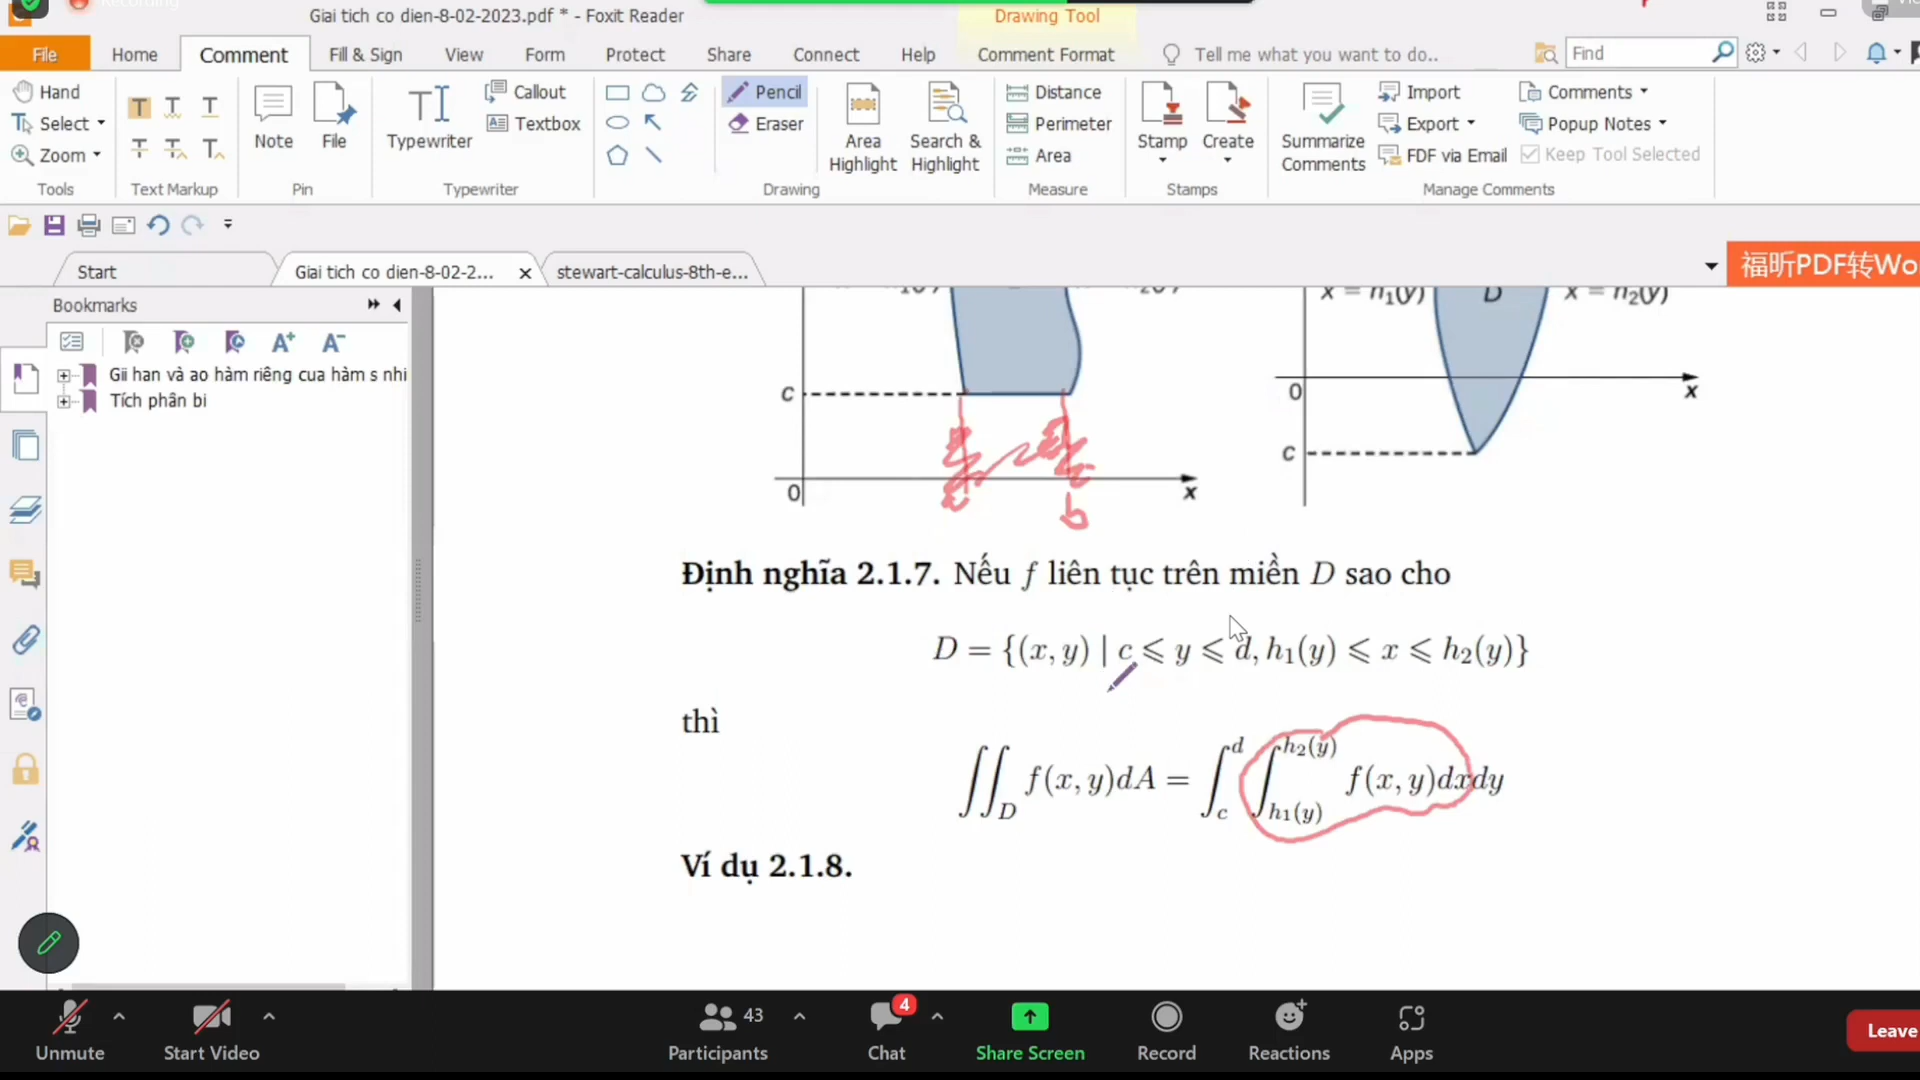 Recording
Giai tich co dien-8-02-2023.pdf * - Foxit Reader
Drawing Tool
File Home Comment Fill & Sign View Form Protect Share Connect Help Comment Format Tell me what you want to do.. Find
Hand
Select
Zoom
Tools
Text Markup
Note
File
Pin
Typewriter
Callout
Textbox
Typewriter
Pencil
Eraser
Area Highlight
Search & Highlight
Drawing
Distance
Perimeter
Area
Measure
Stamp
Create
Stamps
Summarize Comments
Import
Export
FDF via Email
Comments
Popup Notes
Keep Tool Selected
Manage Comments
Start
Giai tich co dien-8-02-2...
stewart-calculus-8th-e...
福昕PDF转Wo
Bookmarks
Gii han và ao hàm riêng cua hàm s nhi
Tích phân bi
x = h₁(y) D x = h₂(y)
c
0 x
b
0 x
c
Định nghĩa 2.1.7. Nếu f liên tục trên miền D sao cho
D = {(x, y) | c ⩽ y ⩽ d, h₁(y) ⩽ x ⩽ h₂(y)}
thì
∬_D f(x, y)dA = ∫_c^d ∫_{h₁(y)}^{h₂(y)} f(x, y)dxdy
Ví dụ 2.1.8.
Unmute
Start Video
43
Participants
4
Chat
Share Screen
Record
Reactions
Apps
Leave